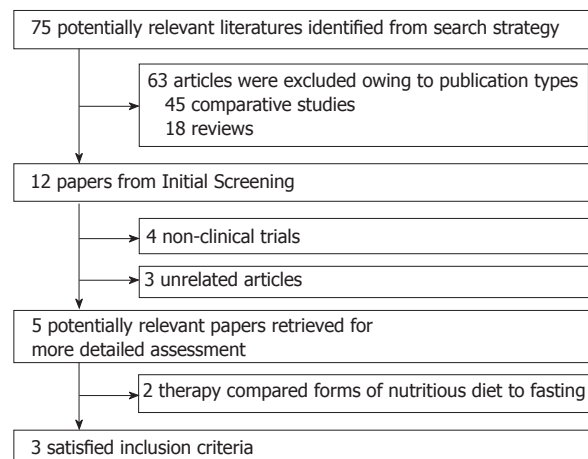 75 potentially relevant literatures identified from search strategy
63 articles were excluded owing to publication types
45 comparative studies
18 reviews
12 papers from Initial Screening
4 non-clinical trials
3 unrelated articles
5 potentially relevant papers retrieved for
more detailed assessment
2 therapy compared forms of nutritious diet to fasting
3 satisfied inclusion criteria